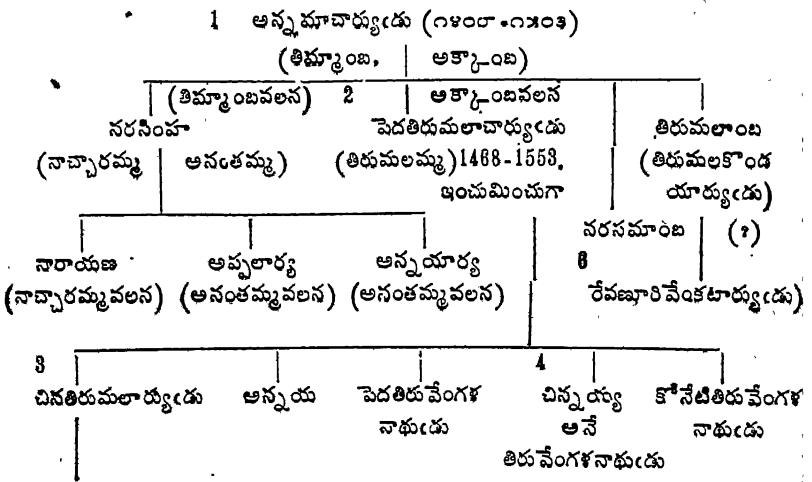 1 అన్నమాచార్యుఁడు (౧౪౦౮-౧౫౦౩)
(తిమ్మాంబ, అక్కాంబ)
(తిమ్మాంబవలన) 2 అక్కాంబవలన
నరసింహ పెదతిరుమలాచార్యుఁడు తిరుమలాంబ
(నాచ్చారమ్మ అనంతమ్మ) (తిరుమలమ్మ) 1468-1553, (తిరుమలకొండ
ఇంచుమించుగా యార్యుఁడు)
నరసమాంబ (?)
నారాయణ అప్పలార్య అన్నయార్య 6
(నాచ్చారమ్మవలన) (అనంతమ్మవలన) (అనంతమ్మవలన) రేవణూరివేంకటార్యుఁడు)
3 4
చినతిరుమలార్యుఁడు అన్నయ పెదతిరువేంగళ చిన్నయ్య కోనేటితిరువేంగళ
నాథుఁడు అనే నాథుఁడు
తిరువేంగళనాథుఁడు